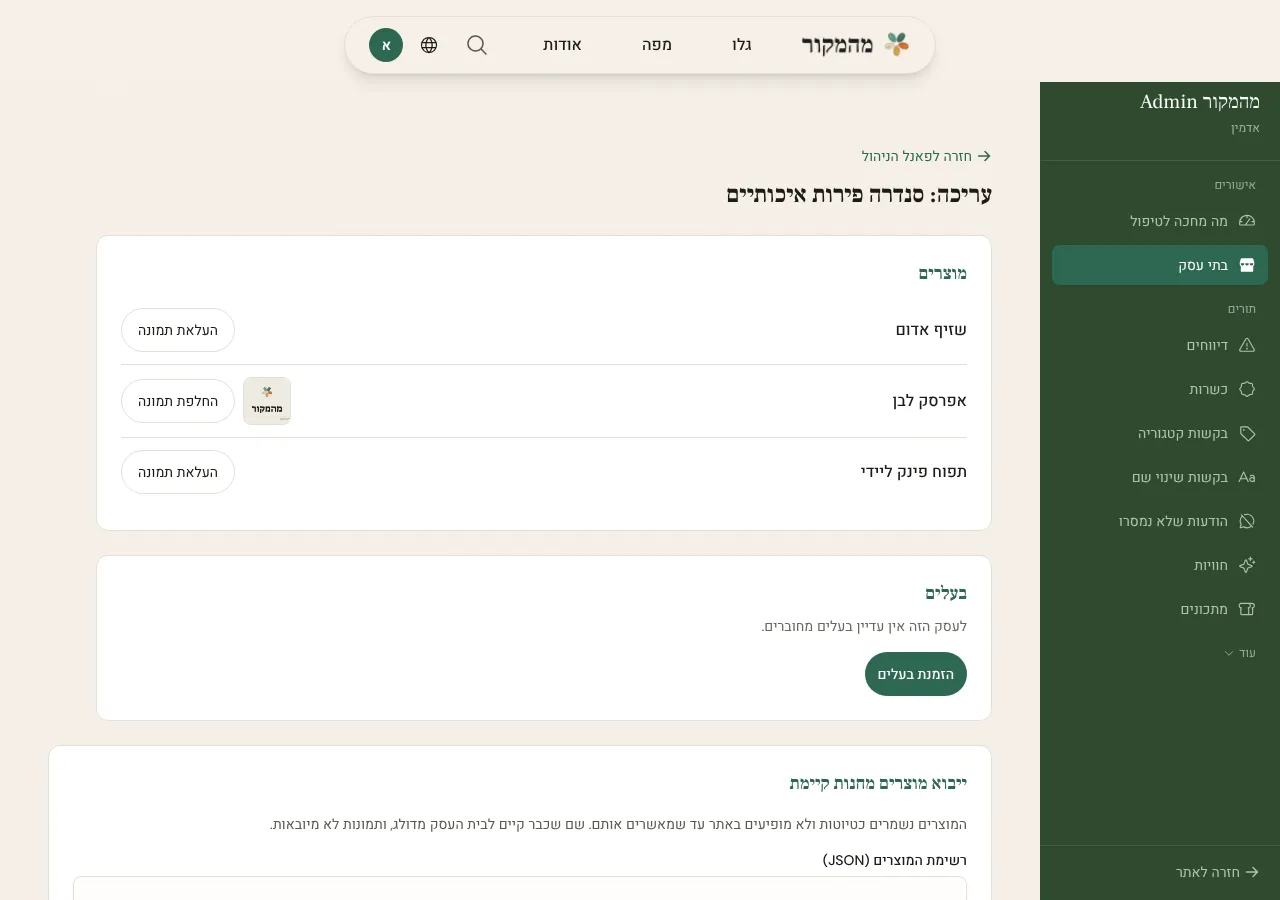 מהמקור
גלו
מפה
אודות
א
מהמקור Admin
אדמין
אישורים
מה מחכה לטיפול
בתי עסק
תורים
דיווחים
כשרות
בקשות קטגוריה
Aa בקשות שינוי שם
הודעות שלא נמסרו
חוויות
מתכונים
עוד
חזרה לאתר
חזרה לפאנל הניהול
עריכה: סנדרה פירות איכותיים
מוצרים
שזיף אדום
העלאת תמונה
אפרסק לבן
מהמקור
החלפת תמונה
תפוח פינק ליידי
העלאת תמונה
בעלים
לעסק הזה אין עדיין בעלים מחוברים.
הזמנת בעלים
ייבוא מוצרים מחנות קיימת
המוצרים נשמרים כטיוטות ולא מופיעים באתר עד שמאשרים אותם. שם שכבר קיים לבית העסק מדולג, ותמונות לא מיובאות.
רשימת המוצרים (JSON)